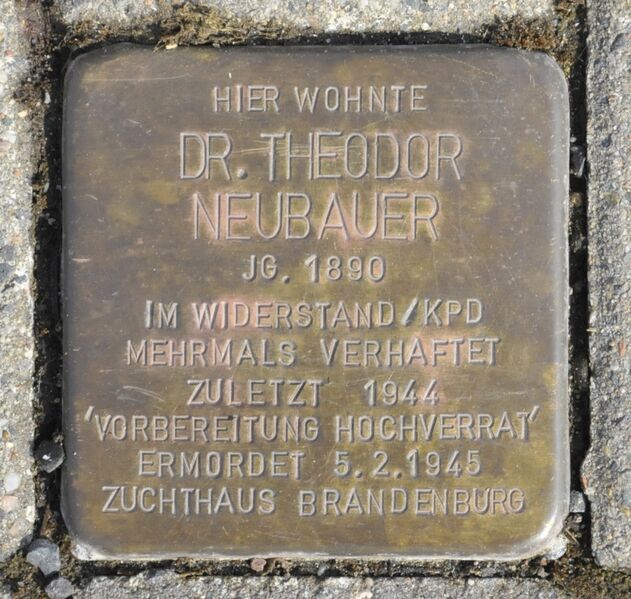 HIER WOHNTE
DR. THEODOR
NEUBAUER
JG. 1890
IM WIDERSTAND/KPD
MEHRMALS VERHAFTET
ZULETZT 1944
'VORBEREITUNG HOCHVERRAT'
ERMORDET 5.2.1945
ZUCHTHAUS BRANDENBURG